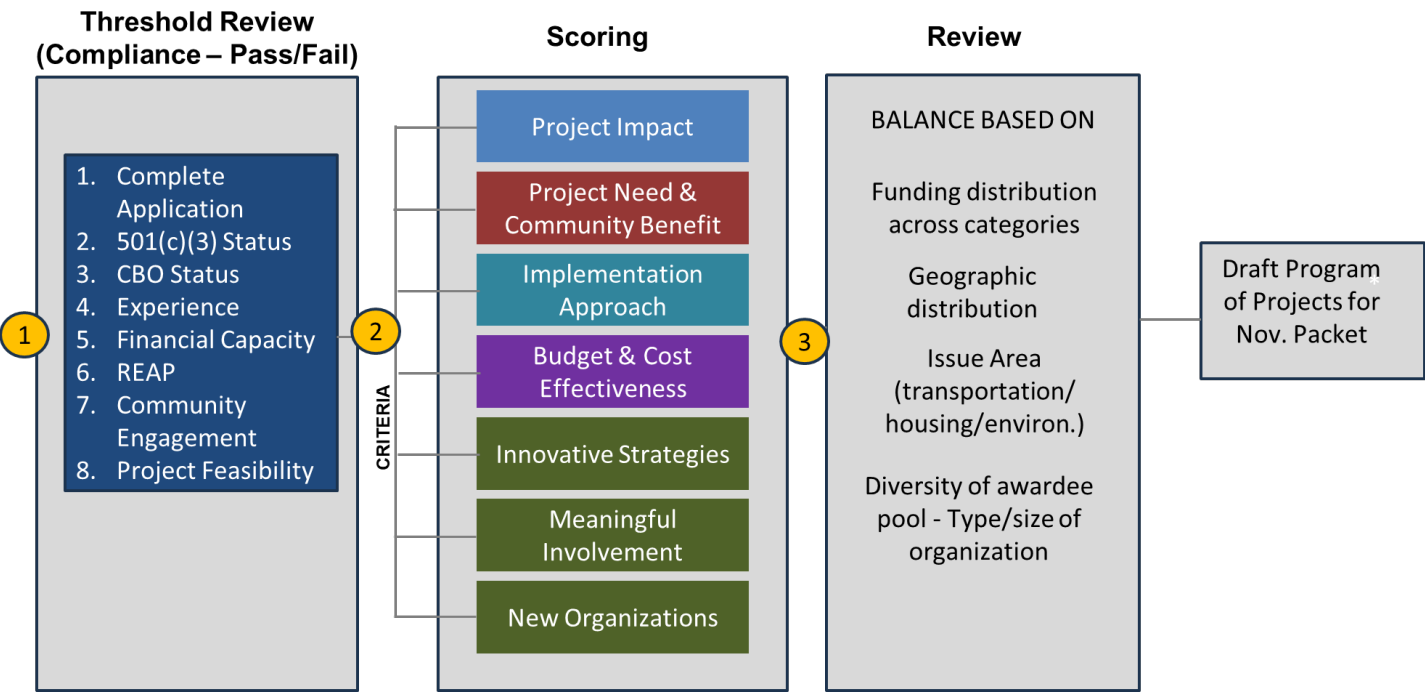 Threshold Review
(Compliance – Pass/Fail)
1
1. Complete
Application
2. 501(c)(3) Status
3. CBO Status
4. Experience
5. Financial Capacity
6. REAP
7. Community
Engagement
8. Project Feasibility
2
CRITERIA
Scoring
Project Impact
Project Need &
Community Benefit
Implementation
Approach
Budget & Cost
Effectiveness
Innovative Strategies
Meaningful
Involvement
New Organizations
3
Review
BALANCE BASED ON
Funding distribution
across categories
Geographic
distribution
Issue Area
(transportation/
housing/environ.)
Diversity of awardee
pool - Type/size of
organization
Draft Program
of Projects for*
Nov. Packet